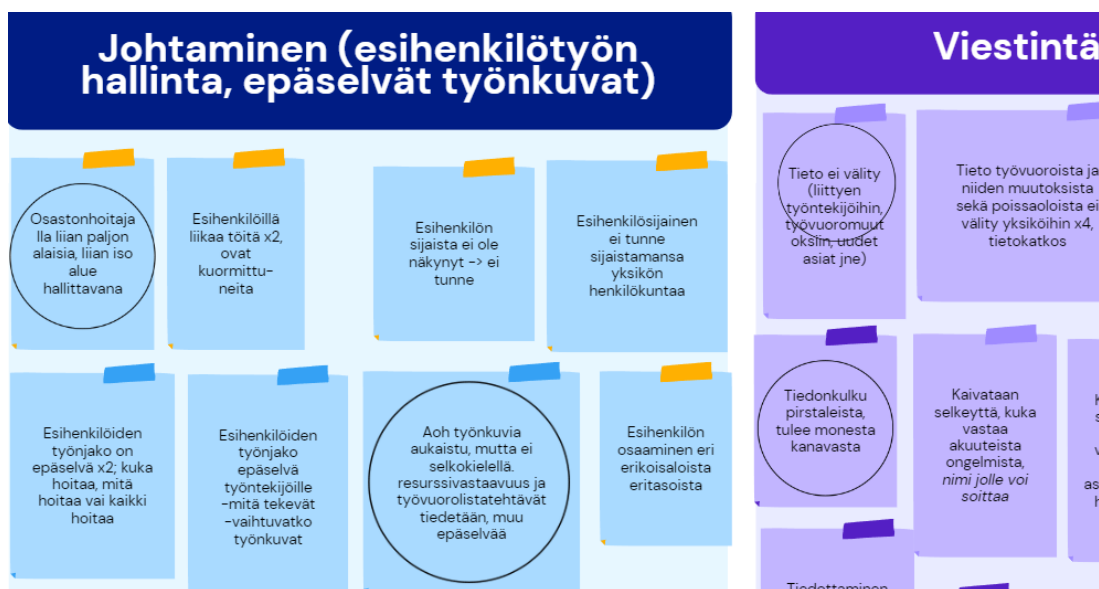 Johtaminen (esihenkilötyön
hallinta, epäselvät työnkuvat)
Osastonhoitaja
lla liian paljon
alaisia, liian iso
alue
hallittavana
Esihenkilöillä
liikaa töitä x2,
ovat
kuormittu-
neita
Esihenkilön
sijaista ei ole
näkynyt -> ei
tunne
Esihenkilösijainen
ei tunne
sijaistamansa
yksikön
henkilökuntaa
Esihenkilöiden
työnjako on
epäselvä x2; kuka
hoitaa, mitä
hoitaa vai kaikki
hoitaa
Esihenkilöiden
työnjako
epäselvä
työntekijöille
-mitä tekevät
-vaihtuvatko
työnkuvat
Aoh työnkuvia
aukaistu, mutta ei
selkokielellä.
resurssivastaavuus ja
työvuorolistatehtävät
tiedetään, muu
epäselvää
Esihenkilön
osaaminen eri
erikoisaloista
eritasoista
Viestintä
Tieto ei välity
(liittyen
työntekijöihin,
työvuoromuut
oksiin, uudet
asiat jne)
Tieto työvuoroista ja
niiden muutoksista
sekä poissaoloista ei
välity yksiköihin x4,
tietokatkos
Tiedonkulku
pirstaleista,
tulee monesta
kanavasta
Kaivataan
selkeyttä, kuka
vastaa
akuuteista
ongelmista,
nimi jolle voi
soittaa
Tiedottaminen